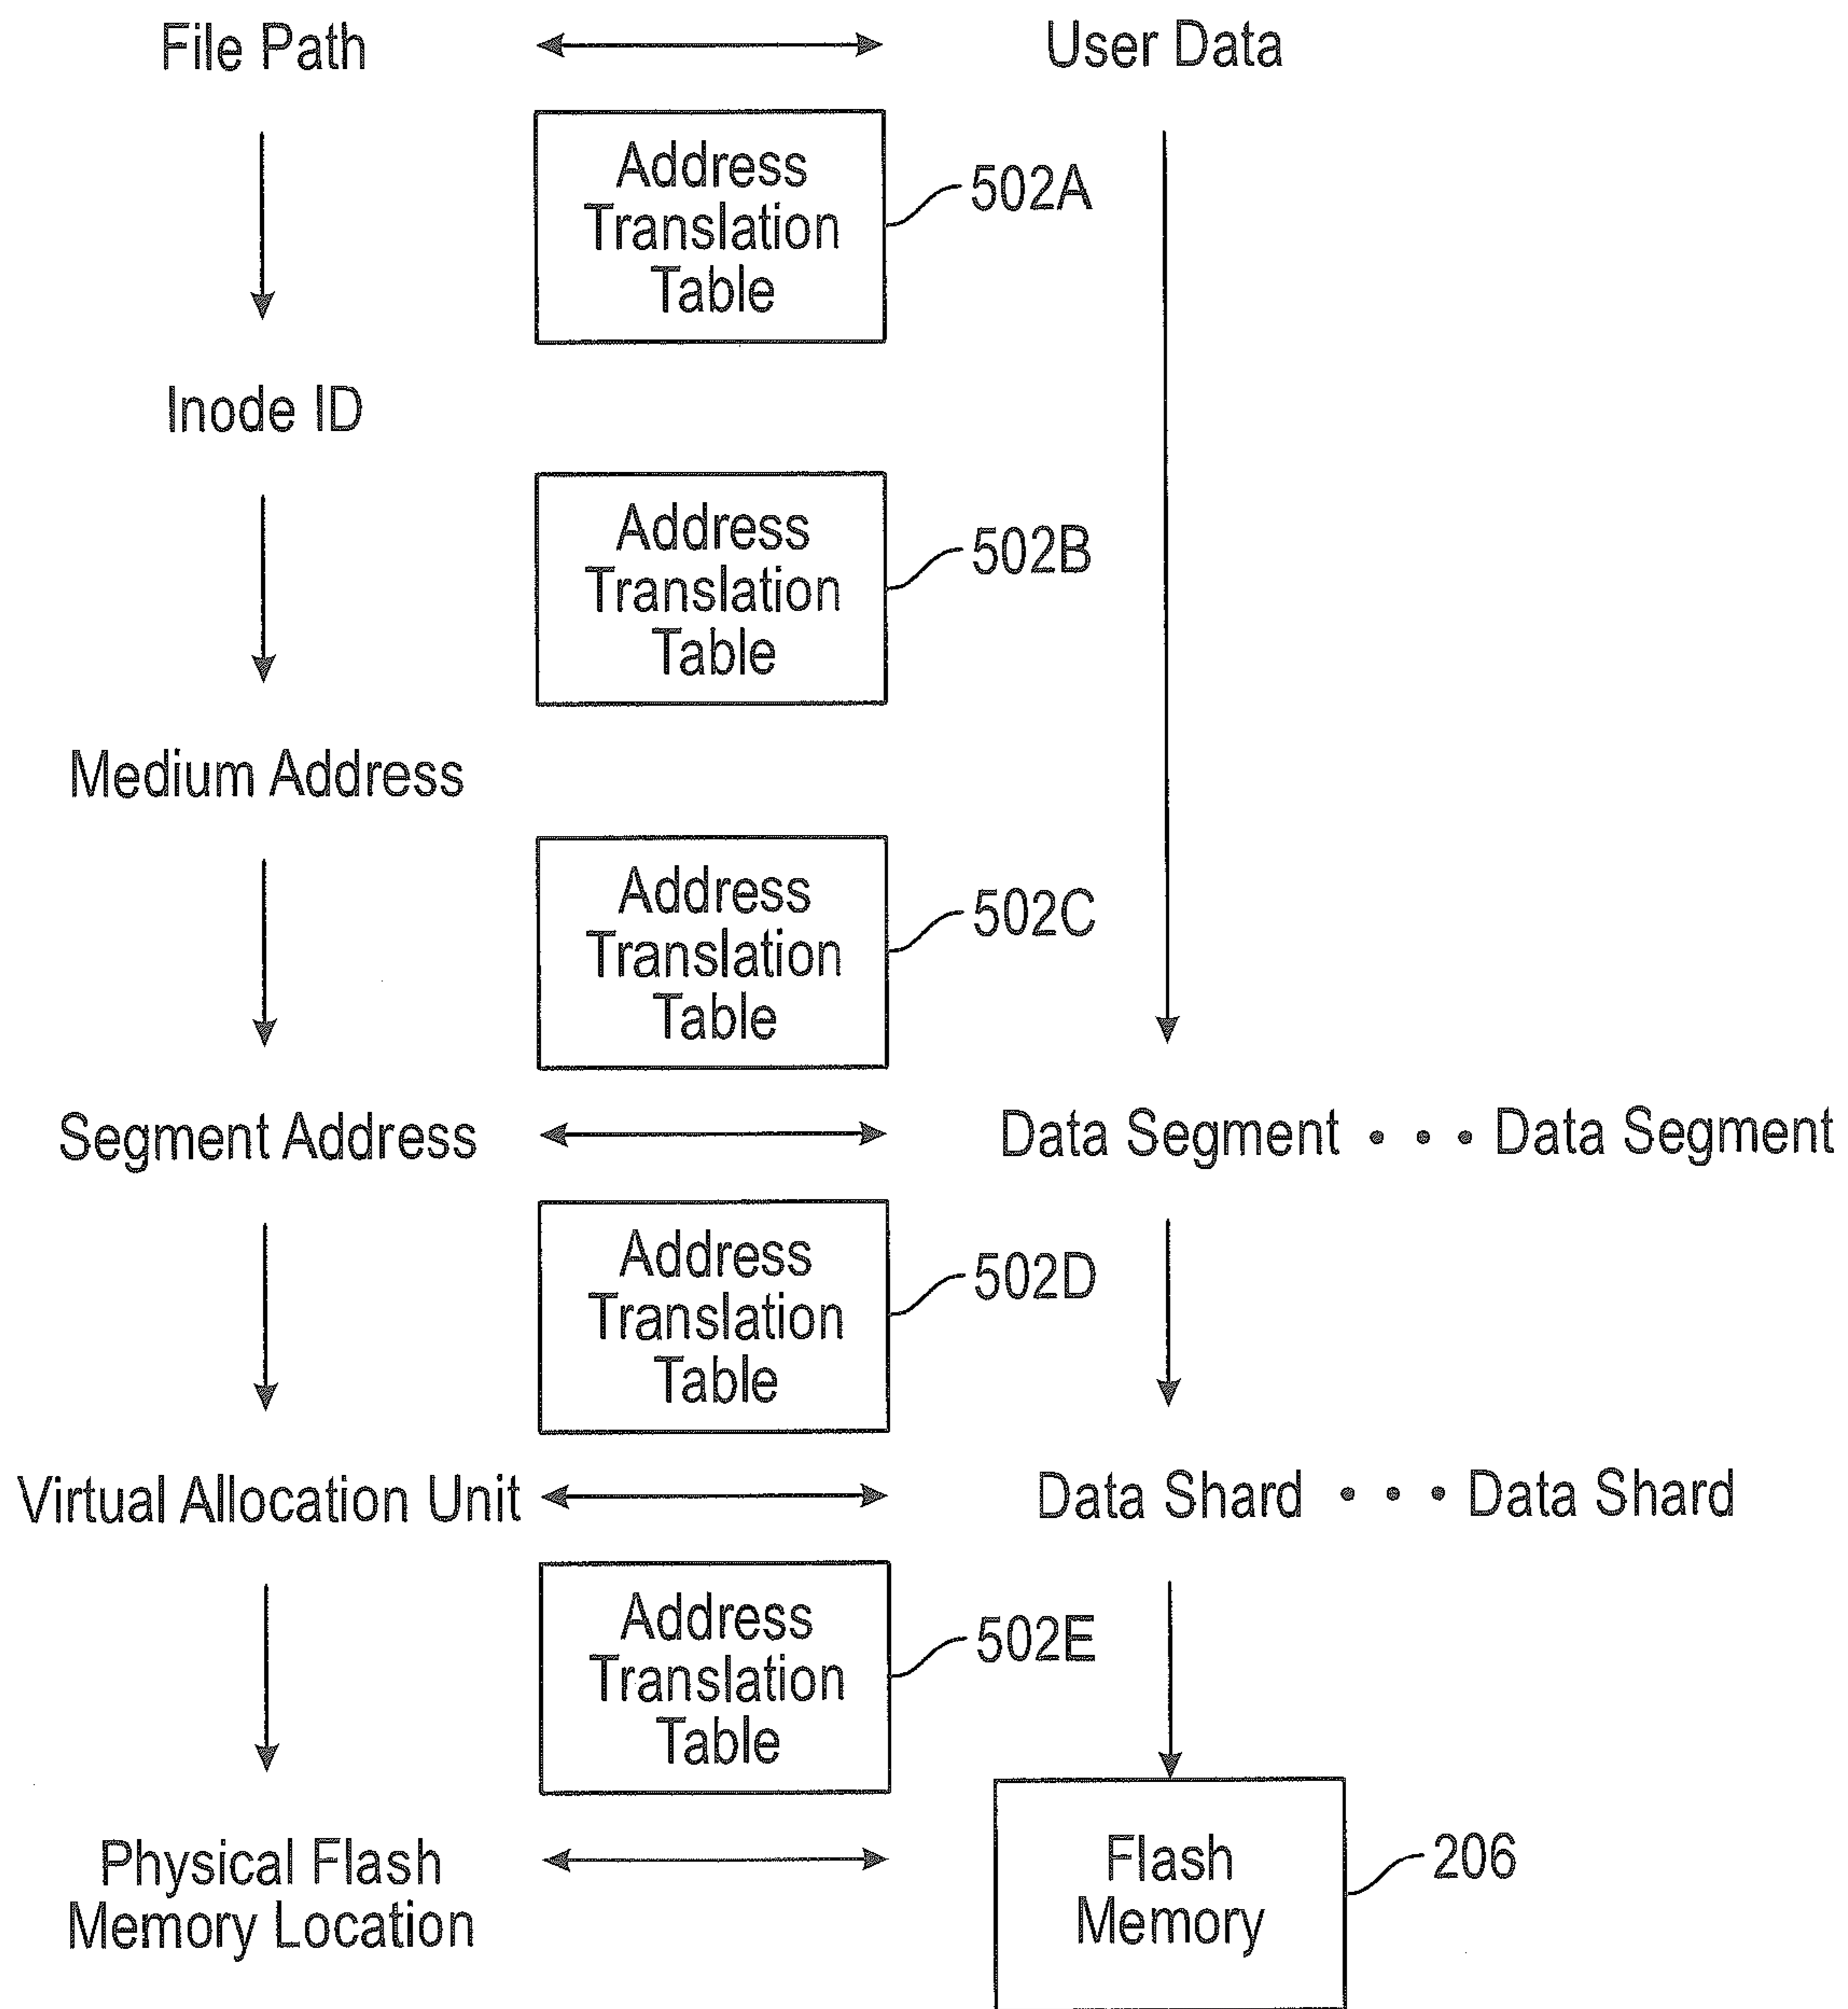 File Path
User Data
Address
Translation
Table
502A
Inode ID
Address
Translation
Table
502B
Medium Address
Address
Translation
Table
502C
Segment Address
Data Segment • • • Data Segment
Address
Translation
Table
502D
Virtual Allocation Unit
Data Shard • • • Data Shard
Address
Translation
Table
502E
Physical Flash
Memory Location
Flash
Memory
206